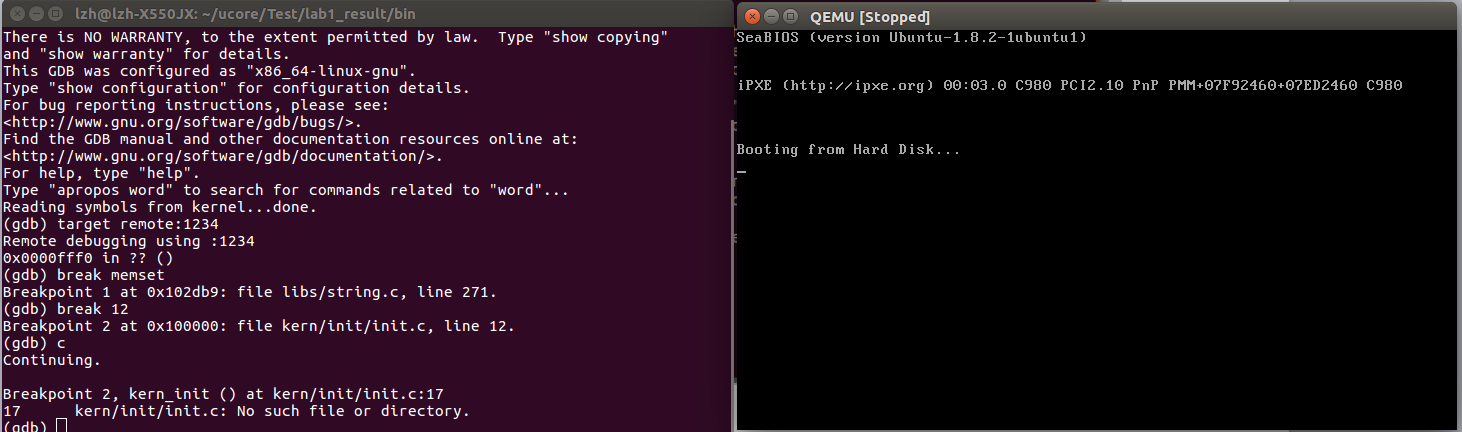 lzh@lzh-X550JX: ~/ucore/Test/lab1_result/bin
There is NO WARRANTY, to the extent permitted by law.  Type "show copying"
and "show warranty" for details.
This GDB was configured as "x86_64-linux-gnu".
Type "show configuration" for configuration details.
For bug reporting instructions, please see:
<http://www.gnu.org/software/gdb/bugs/>.
Find the GDB manual and other documentation resources online at:
<http://www.gnu.org/software/gdb/documentation/>.
For help, type "help".
Type "apropos word" to search for commands related to "word"...
Reading symbols from kernel...done.
(gdb) target remote:1234
Remote debugging using :1234
0x0000fff0 in ?? ()
(gdb) break memset
Breakpoint 1 at 0x102db9: file libs/string.c, line 271.
(gdb) break 12
Breakpoint 2 at 0x100000: file kern/init/init.c, line 12.
(gdb) c
Continuing.

Breakpoint 2, kern_init () at kern/init/init.c:17
17      kern/init/init.c: No such file or directory.
(gdb)
QEMU [Stopped]
SeaBIOS (version Ubuntu-1.8.2-1ubuntu1)
iPXE (http://ipxe.org) 00:03.0 C980 PCI2.10 PnP PMM+07F92460+07ED2460 C980
Booting from Hard Disk...